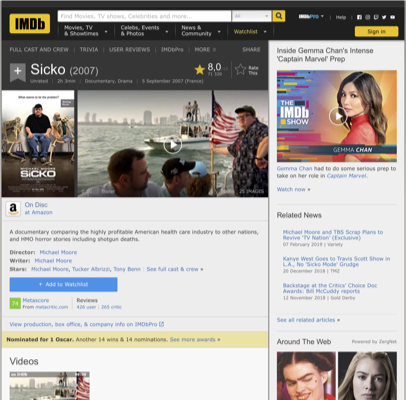 IMDb
Find Movies, TV shows, Celebrities and more...
All
IMDbPro
Help
Movies, TV & Showtimes
Celebs, Events & Photos
News & Community
Watchlist
Sign in
FULL CAST AND CREW | TRIVIA | USER REVIEWS | IMDbPro | MORE
SHARE
Sicko (2007)
8,0
Rate This
Unrated | 2h 3min | Documentary, Drama | 5 September 2007 (France)
MICHAEL MOORE
SiCKO
25 IMAGES
On Disc
at Amazon
A documentary comparing the highly profitable American health care industry to other nations,
and HMO horror stories including shotgun deaths.
Director: Michael Moore
Writer: Michael Moore
Stars: Michael Moore, Tucker Albrizzi, Tony Benn | See full cast & crew »
+ Add to Watchlist
74
Metascore
From metacritic.com
Reviews
429 user | 265 critic
View production, box office, & company info on IMDbPro
Nominated for 1 Oscar. Another 14 wins & 14 nominations. See more awards »
Videos
Inside Gemma Chan's Intense
'Captain Marvel' Prep
THE
IMDb
SHOW
GEMMA CHAN
Gemma Chan had to do some serious prep
to take on her role in Captain Marvel.
Watch now »
Related News
Michael Moore and TBS Scrap Plans to
Revive 'TV Nation' (Exclusive)
07 February 2019 | Variety
Kanye West Goes to Travis Scott Show in
L.A., No 'Sicko Mode' Grudge
20 December 2018 | TMZ
Backstage at the Critics' Choice Doc
Awards: Bill McCuddy reports
12 November 2018 | Gold Derby
See all related articles »
Around The Web
Powered by ZergNet